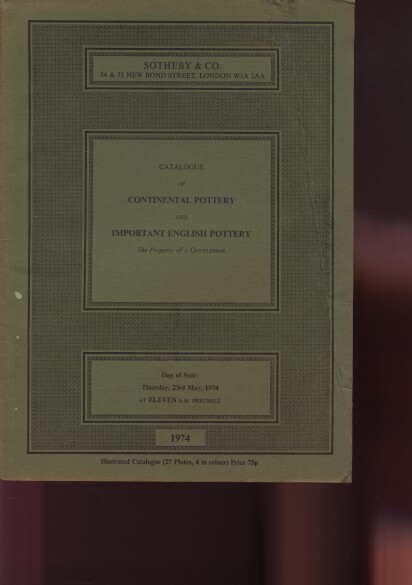 SOTHEBY & CO.
34 & 35 NEW BOND STREET, LONDON W1A 2AA
CATALOGUE
OF
CONTINENTAL POTTERY
AND
IMPORTANT ENGLISH POTTERY
The Property of a GENTLEMAN
Day of Sale:
Thursday, 23rd May, 1974
AT ELEVEN A.M. PRECISELY
1974
Illustrated Catalogue (27 Plates, 4 in colour) Price 75p